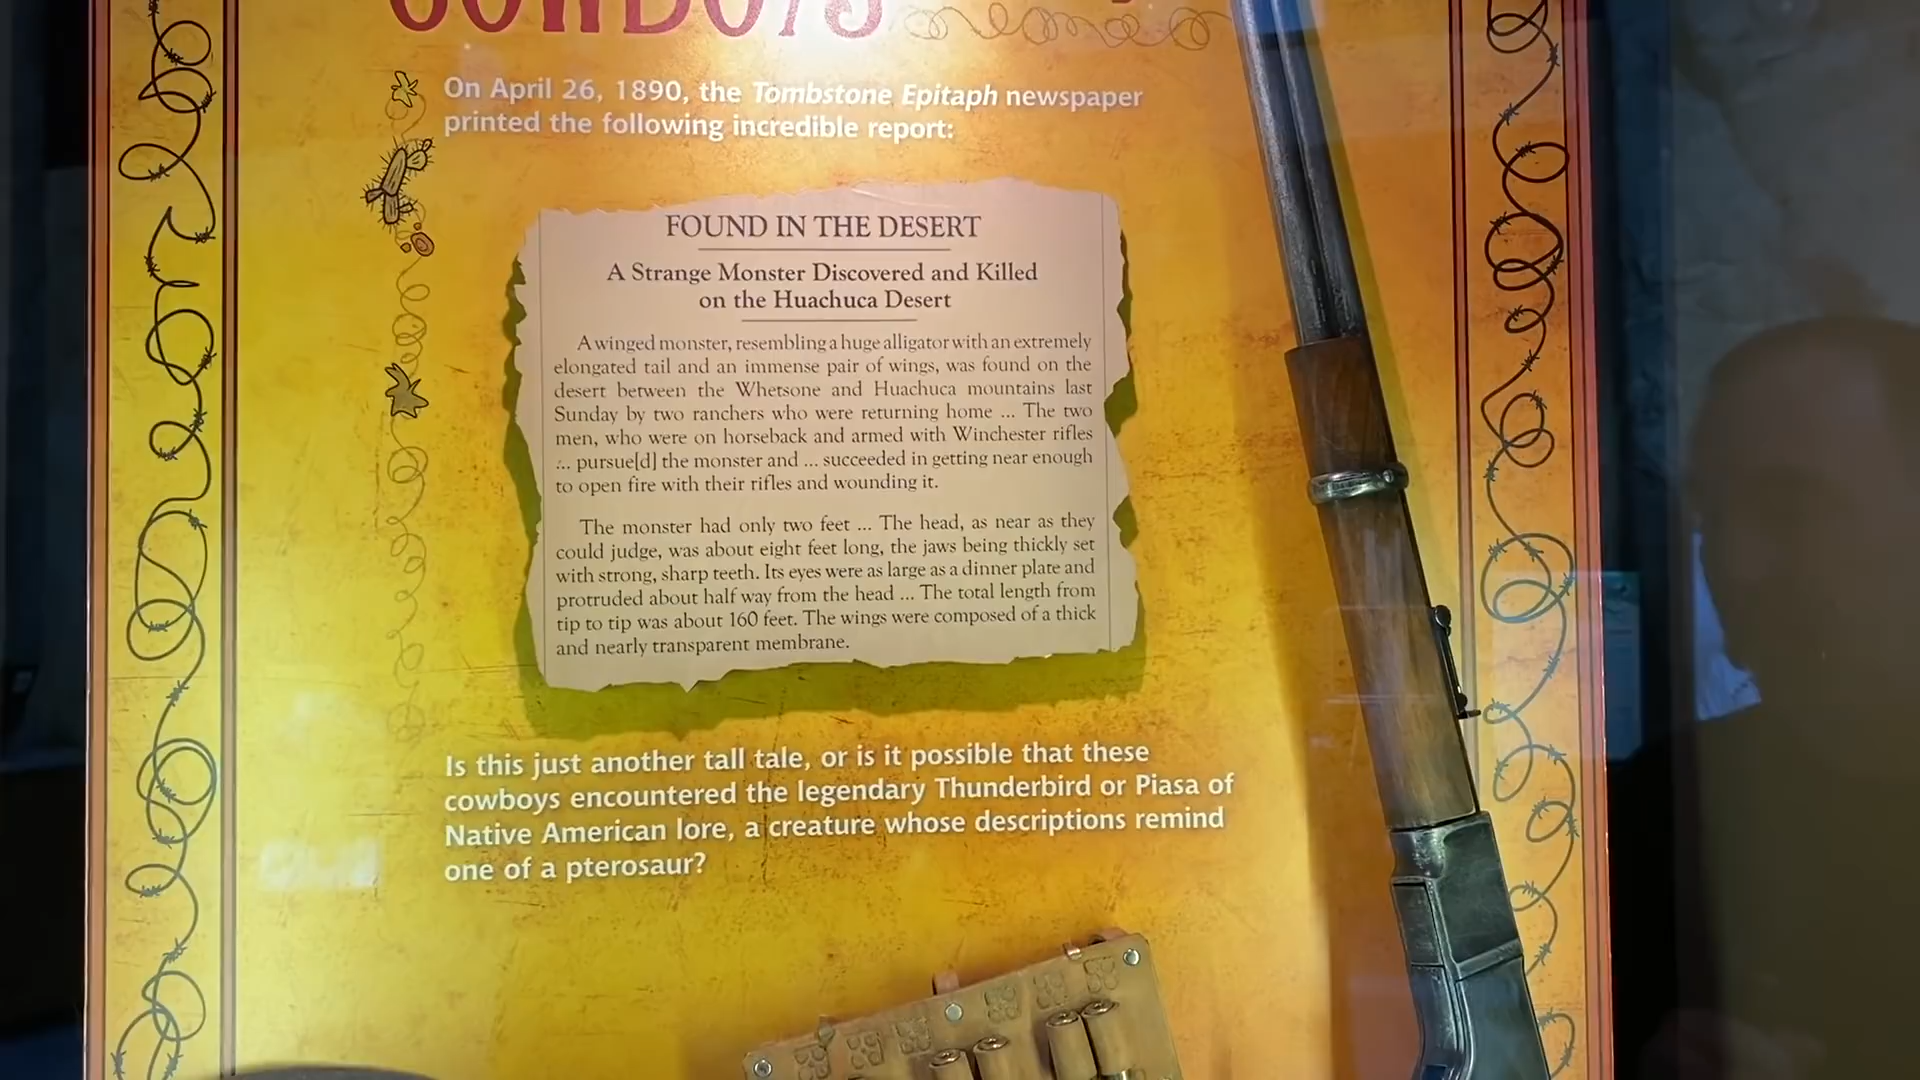 COWBOYS
On April 26, 1890, the Tombstone Epitaph newspaper
printed the following incredible report:
FOUND IN THE DESERT
A Strange Monster Discovered and Killed
on the Huachuca Desert
A winged monster, resembling a huge alligator with an extremely
elongated tail and an immense pair of wings, was found on the
desert between the Whetsone and Huachuca mountains last
Sunday by two ranchers who were returning home ... The two
men, who were on horseback and armed with Winchester rifles
... pursue[d] the monster and ... succeeded in getting near enough
to open fire with their rifles and wounding it.
The monster had only two feet ... The head, as near as they
could judge, was about eight feet long, the jaws being thickly set
with strong, sharp teeth. Its eyes were as large as a dinner plate and
protruded about half way from the head ... The total length from
tip to tip was about 160 feet. The wings were composed of a thick
and nearly transparent membrane.
Is this just another tall tale, or is it possible that these
cowboys encountered the legendary Thunderbird or Piasa of
Native American lore, a creature whose descriptions remind
one of a pterosaur?